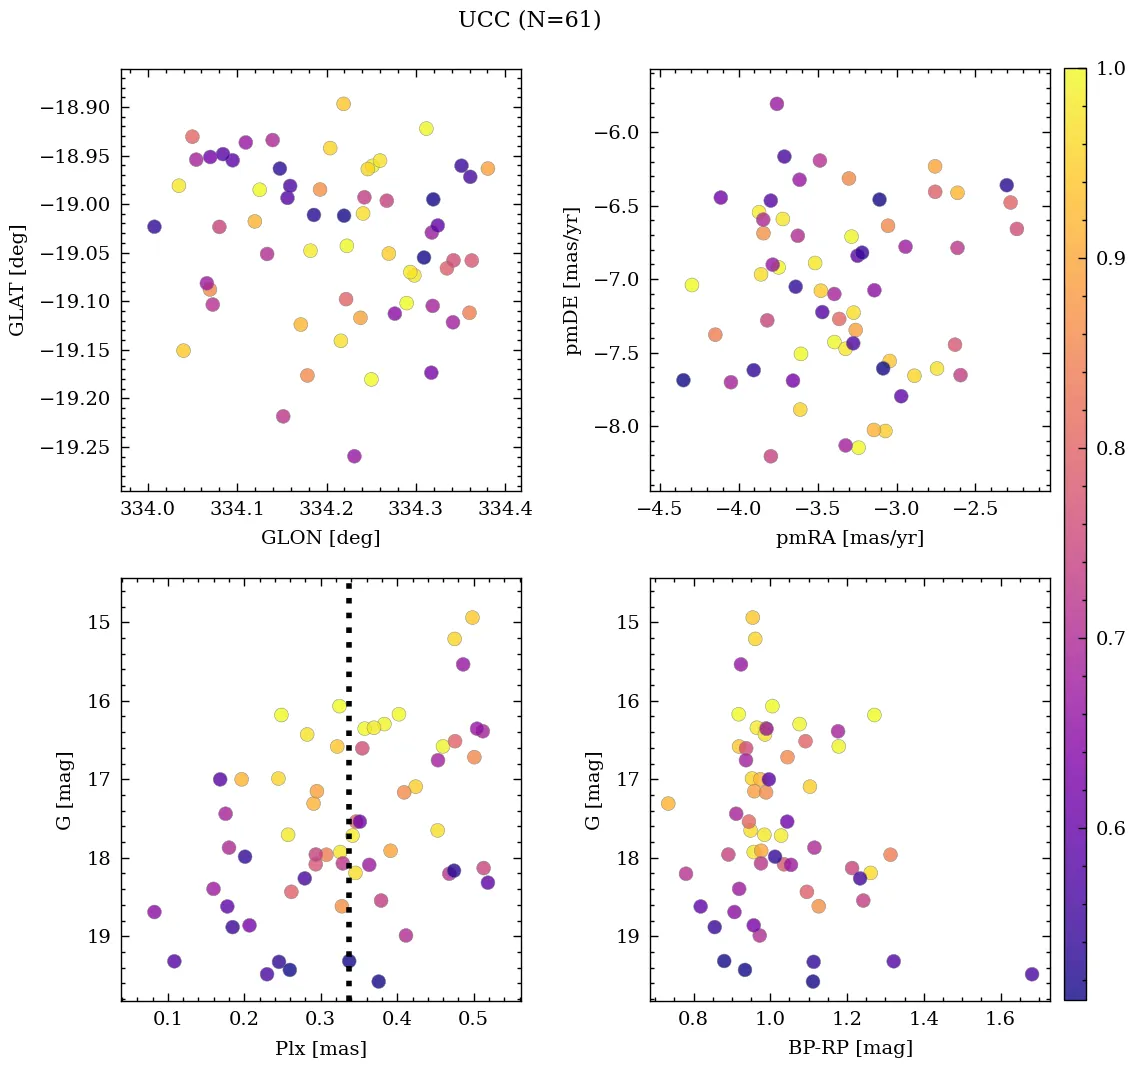 UCC (N=61)
−18.90
−18.95
−19.00
−19.05
−19.10
−19.15
−19.20
−19.25
GLAT [deg]
334.0 334.1 334.2 334.3 334.4
GLON [deg]
−6.0
−6.5
−7.0
−7.5
−8.0
pmDE [mas/yr]
−4.5 −4.0 −3.5 −3.0 −2.5
pmRA [mas/yr]
1.0
0.9
0.8
0.7
0.6
15
16
17
18
19
G [mag]
0.1 0.2 0.3 0.4 0.5
Plx [mas]
15
16
17
18
19
G [mag]
0.8 1.0 1.2 1.4 1.6
BP-RP [mag]